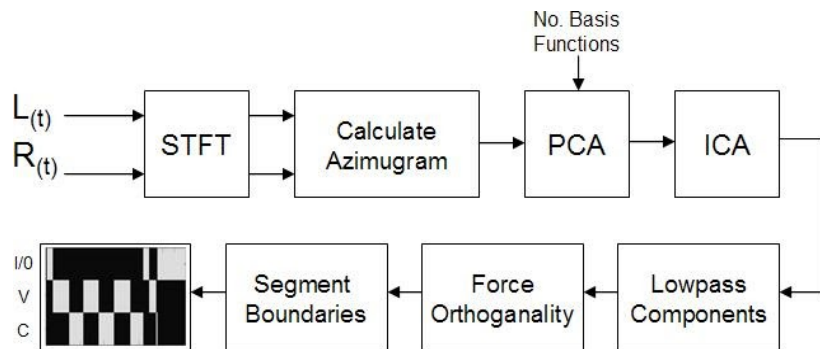 No. Basis
Functions
L(t)
R(t)
STFT
Calculate
Azimugram
PCA
ICA
I/0
V
C
Segment
Boundaries
Force
Orthoganality
Lowpass
Components